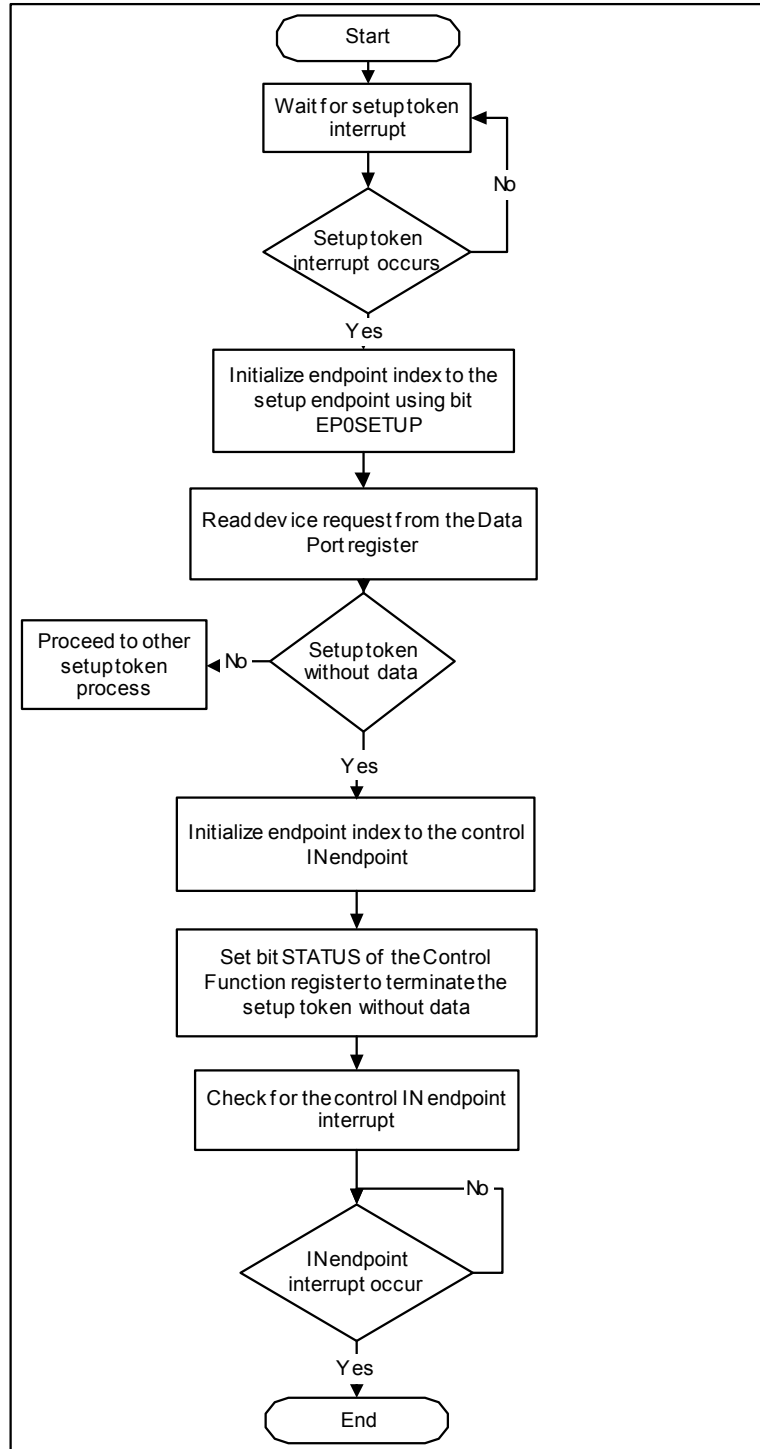 Start
Wait for setup token
interrupt
No
Setup token
interrupt occurs
Yes
Initialize endpoint index to the
setup endpoint using bit
EP0SETUP
Read device request from the Data
Port register
Proceed to other
setup token
process
No
Setup token
without data
Yes
Initialize endpoint index to the control
IN endpoint
Set bit STATUS of the Control
Function register to terminate the
setup token without data
Check for the control IN endpoint
interrupt
No
IN endpoint
interrupt occur
Yes
End